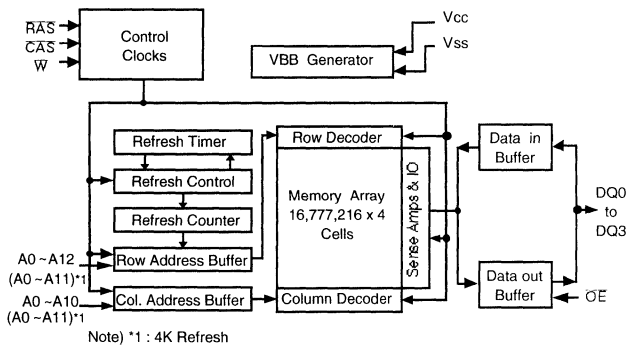 RAS
CAS
W
Control
Clocks
VBB Generator
Vcc
Vss
Refresh Timer
Refresh Control
Refresh Counter
Row Address Buffer
Col. Address Buffer
A0 ~A12
(A0 ~A11)*1
A0 ~A10
(A0 ~A11)*1
Row Decoder
Memory Array
16,777,216 x 4
Cells
Column Decoder
Sense Amps & IO
Data in
Buffer
Data out
Buffer
DQ0
to
DQ3
OE
Note) *1 : 4K Refresh